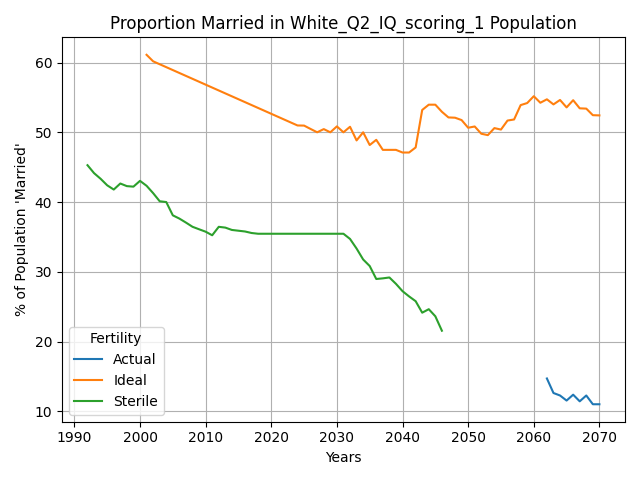 Proportion Married in White_Q2_IQ_scoring_1 Population
% of Population 'Married'
60
50
40
30
20
10
Fertility
Actual
Ideal
Sterile
1990 2000 2010 2020 2030 2040 2050 2060 2070
Years